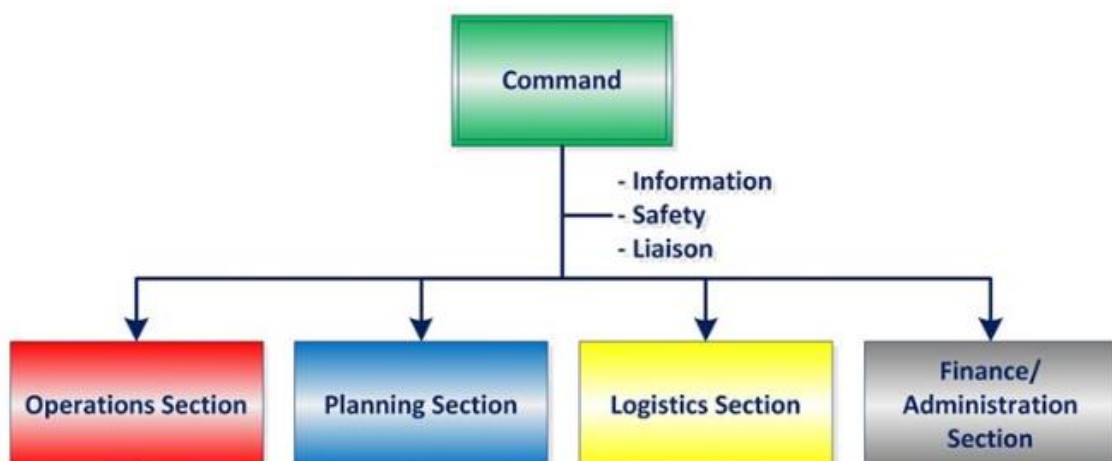 Command
- Information
- Safety
- Liaison
Operations Section
Planning Section
Logistics Section
Finance/
Administration
Section